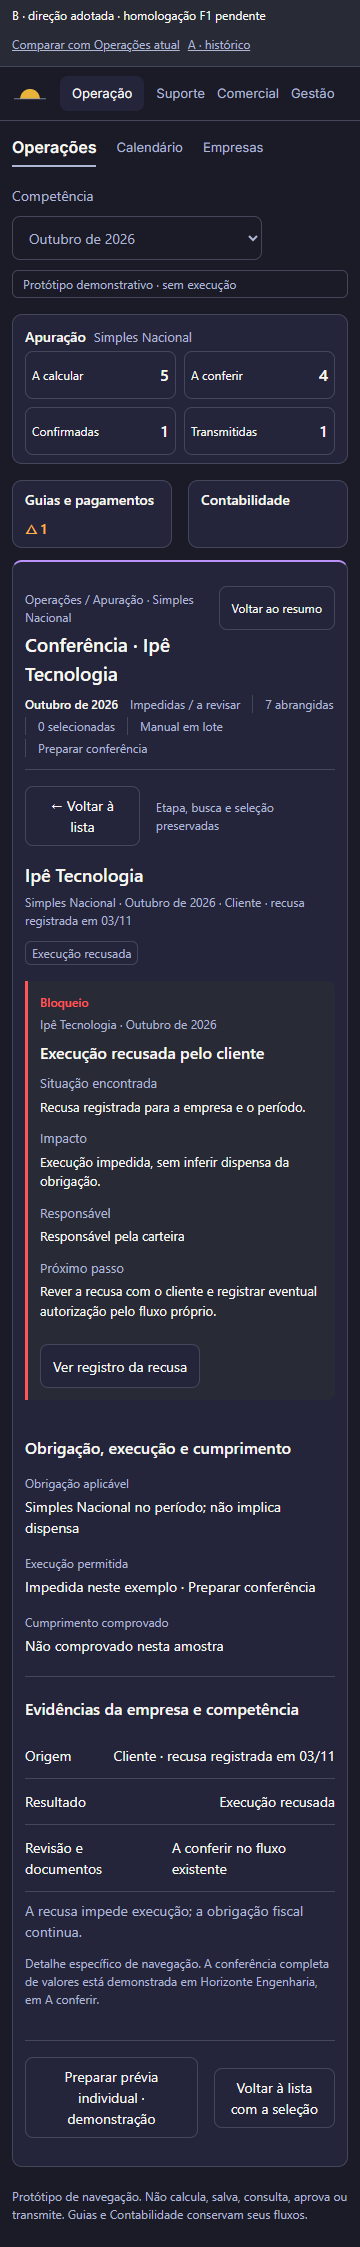 B · direção adotada · homologação F1 pendente
Comparar com Operações atual A · histórico
Operação Suporte Comercial Gestão
Operações Calendário Empresas
Competência
Outubro de 2026
Protótipo demonstrativo · sem execução
Apuração Simples Nacional
A calcular 5 A conferir 4
Confirmadas 1 Transmitidas 1
Guias e pagamentos
△ 1
Contabilidade
Operações / Apuração · Simples
Nacional
Voltar ao resumo
Conferência · Ipê
Tecnologia
Outubro de 2026 Impedidas / a revisar 7 abrangidas
0 selecionadas Manual em lote
Preparar conferência
← Voltar à
lista
Etapa, busca e seleção
preservadas
Ipê Tecnologia
Simples Nacional · Outubro de 2026 · Cliente · recusa
registrada em 03/11
Execução recusada
Bloqueio
Ipê Tecnologia · Outubro de 2026
Execução recusada pelo cliente
Situação encontrada
Recusa registrada para a empresa e o período.
Impacto
Execução impedida, sem inferir dispensa da
obrigação.
Responsável
Responsável pela carteira
Próximo passo
Rever a recusa com o cliente e registrar eventual
autorização pelo fluxo próprio.
Ver registro da recusa
Obrigação, execução e cumprimento
Obrigação aplicável
Simples Nacional no período; não implica
dispensa
Execução permitida
Impedida neste exemplo · Preparar conferência
Cumprimento comprovado
Não comprovado nesta amostra
Evidências da empresa e competência
Origem Cliente · recusa registrada em 03/11
Resultado Execução recusada
Revisão e
documentos
A conferir no fluxo
existente
A recusa impede execução; a obrigação fiscal
continua.
Detalhe específico de navegação. A conferência completa
de valores está demonstrada em Horizonte Engenharia,
em A conferir.
Preparar prévia
individual ·
demonstração
Voltar à lista
com a seleção
Protótipo de navegação. Não calcula, salva, consulta, aprova ou
transmite. Guias e Contabilidade conservam seus fluxos.